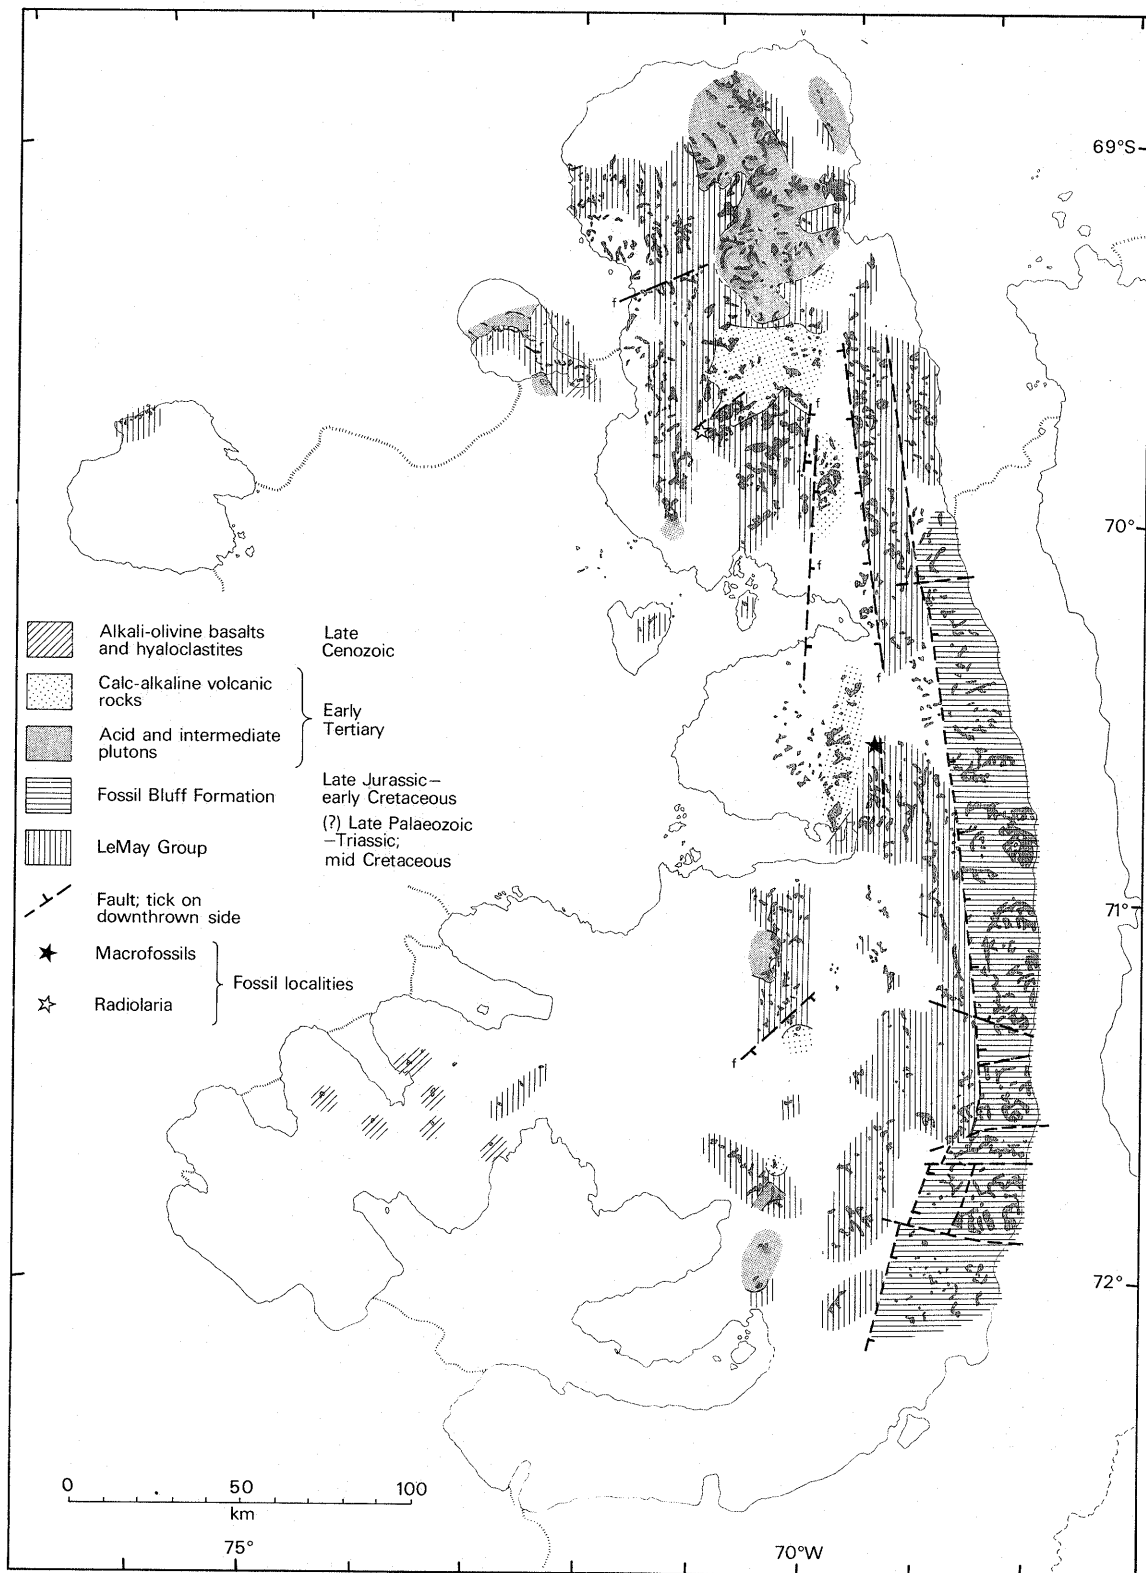 69°S
f
f
f
70°
f
f
Alkali-olivine basalts
and hyaloclastites
Late
Cenozoic
Calc-alkaline volcanic
rocks
Early
Tertiary
Acid and intermediate
plutons
Fossil Bluff Formation
Late Jurassic–
early Cretaceous
LeMay Group
(?) Late Palaeozoic
–Triassic;
mid Cretaceous
Fault; tick on
downthrown side
71°
Macrofossils
Fossil localities
Radiolaria
f
72°
0 50 100
km
75°
70°W